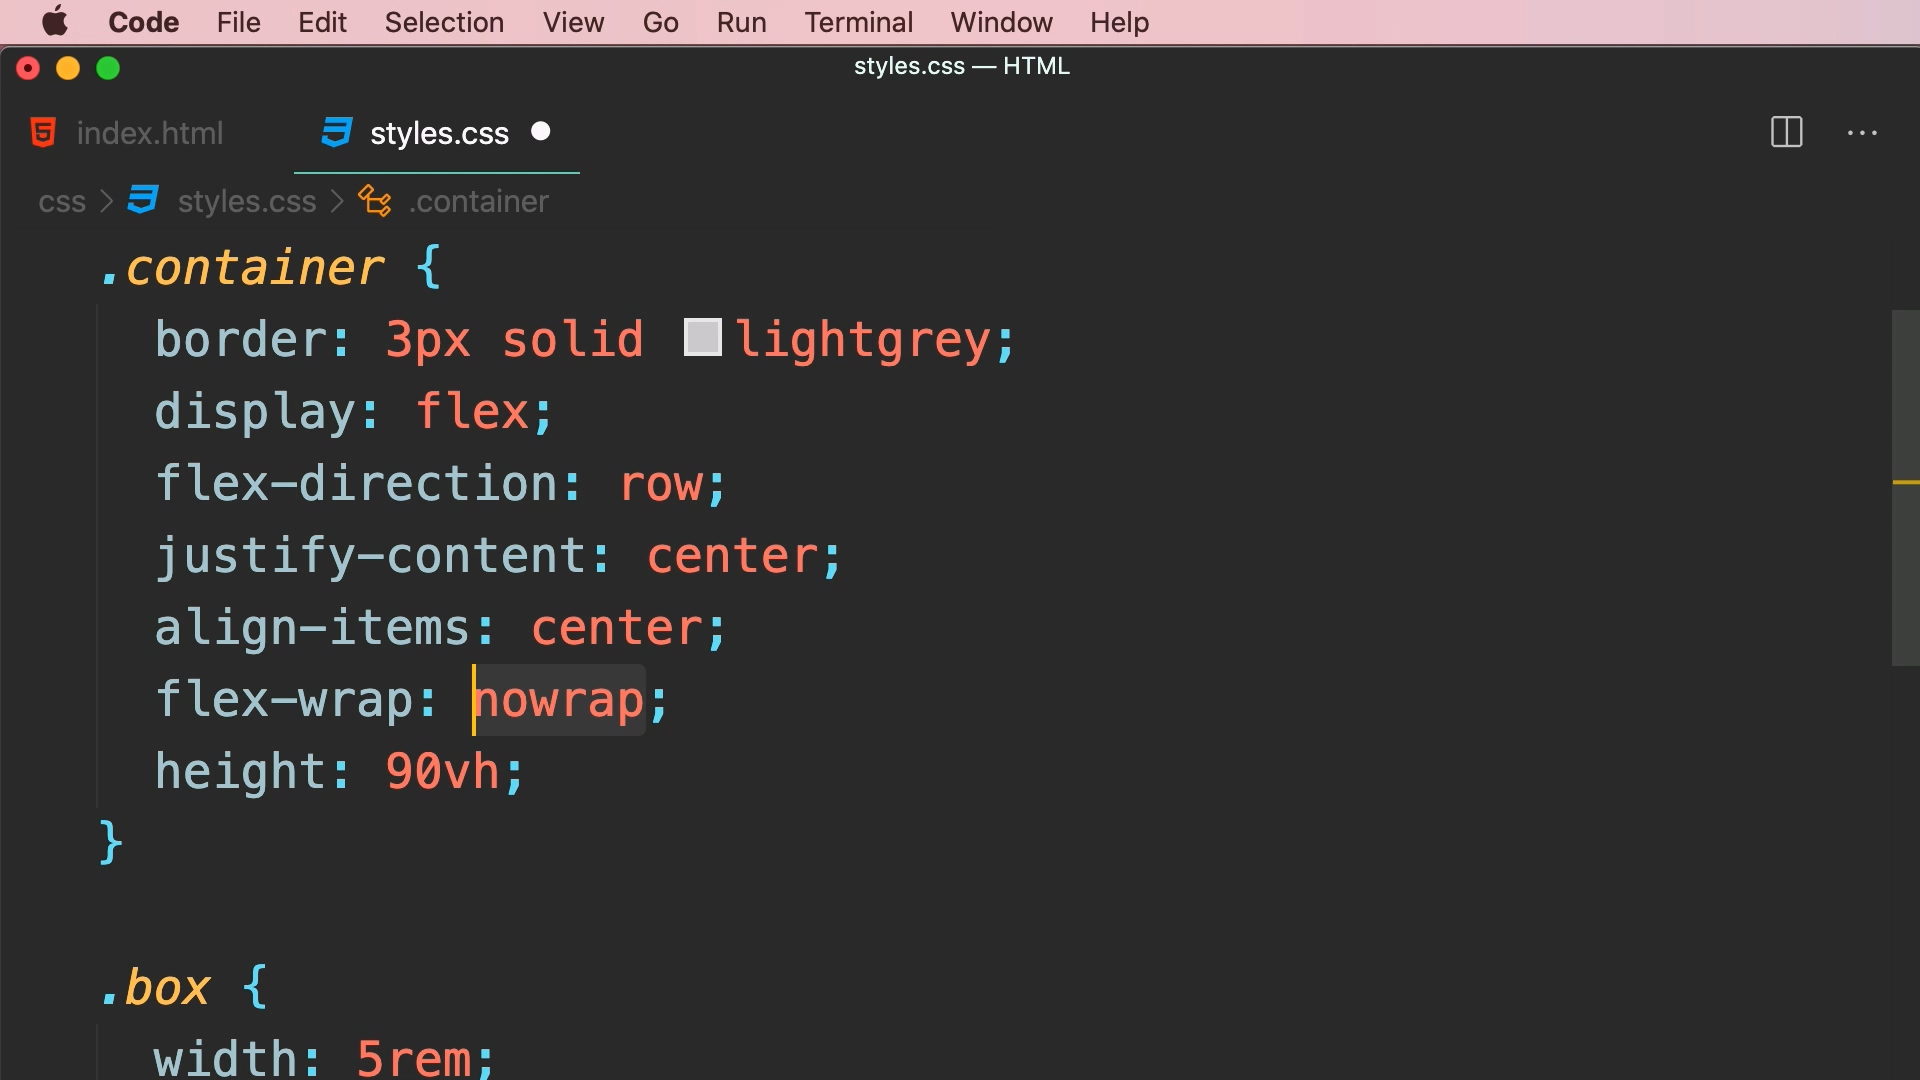 Code File Edit Selection View Go Run Terminal Window Help
styles.css — HTML
index.html styles.css
css > styles.css > .container
.container {
border: 3px solid lightgrey;
display: flex;
flex-direction: row;
justify-content: center;
align-items: center;
flex-wrap: nowrap;
height: 90vh;
}
.box {
width: 5rem;